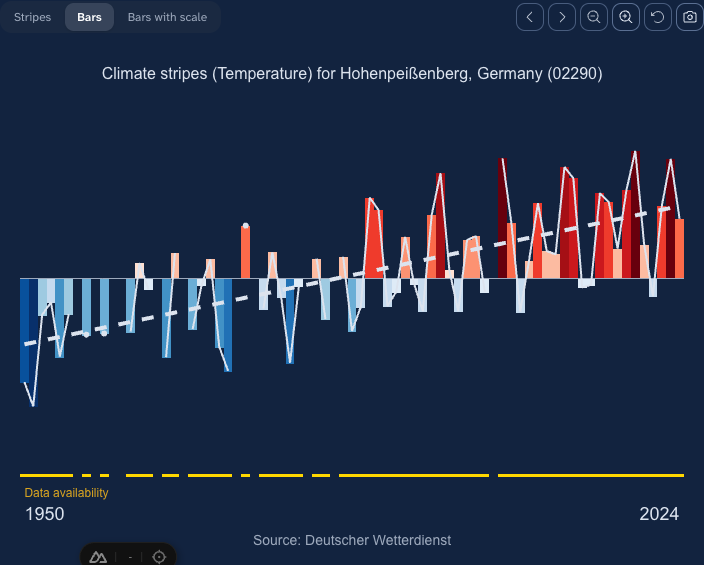 Stripes
Bars
Bars with scale
Climate stripes (Temperature) for Hohenpeißenberg, Germany (02290)
Data availability
1950
2024
Source: Deutscher Wetterdienst
-